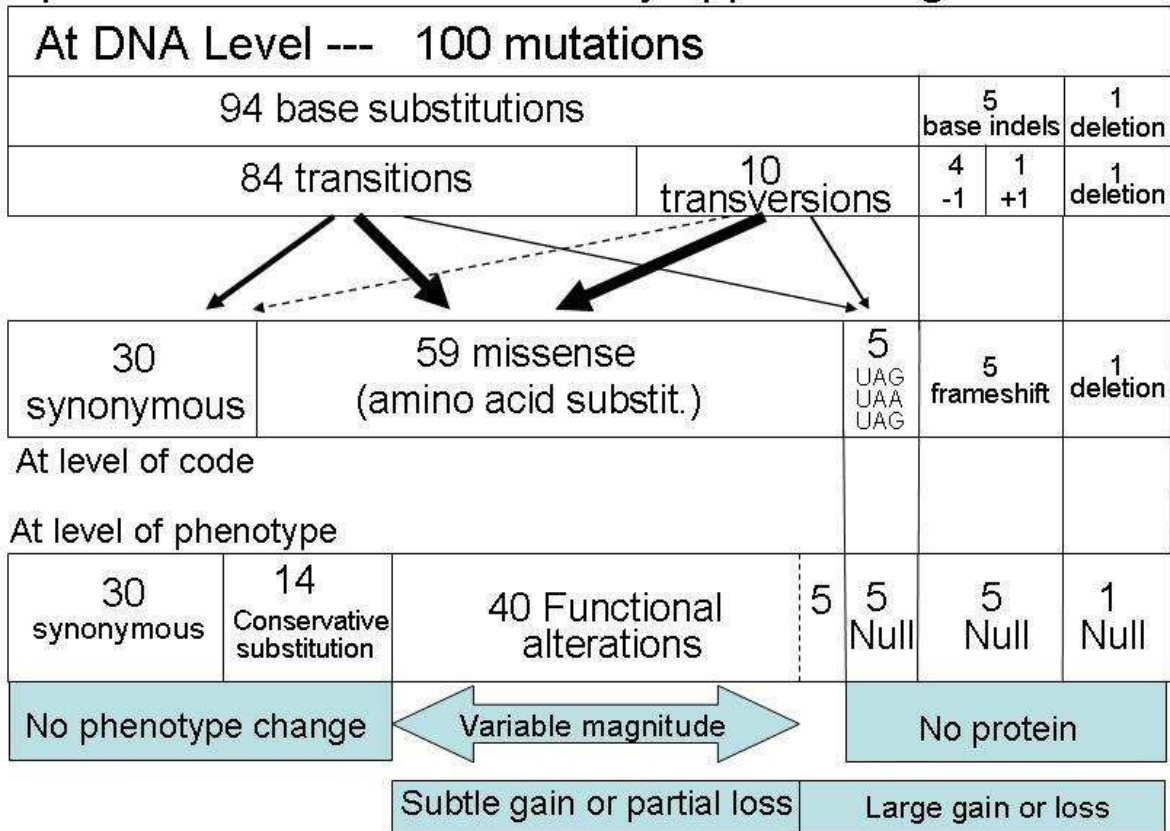 At DNA Level --- 100 mutations
94 base substitutions
5
base indels
1
deletion
84 transitions
10
transversions
4
-1
1
+1
1
deletion
30
synonymous
59 missense
(amino acid substit.)
5
UAG
UAA
UAG
5
frameshift
1
deletion
At level of code
At level of phenotype
30
synonymous
14
Conservative
substitution
40 Functional
alterations
5
5
Null
5
Null
1
Null
No phenotype change
Variable magnitude
No protein
Subtle gain or partial loss
Large gain or loss